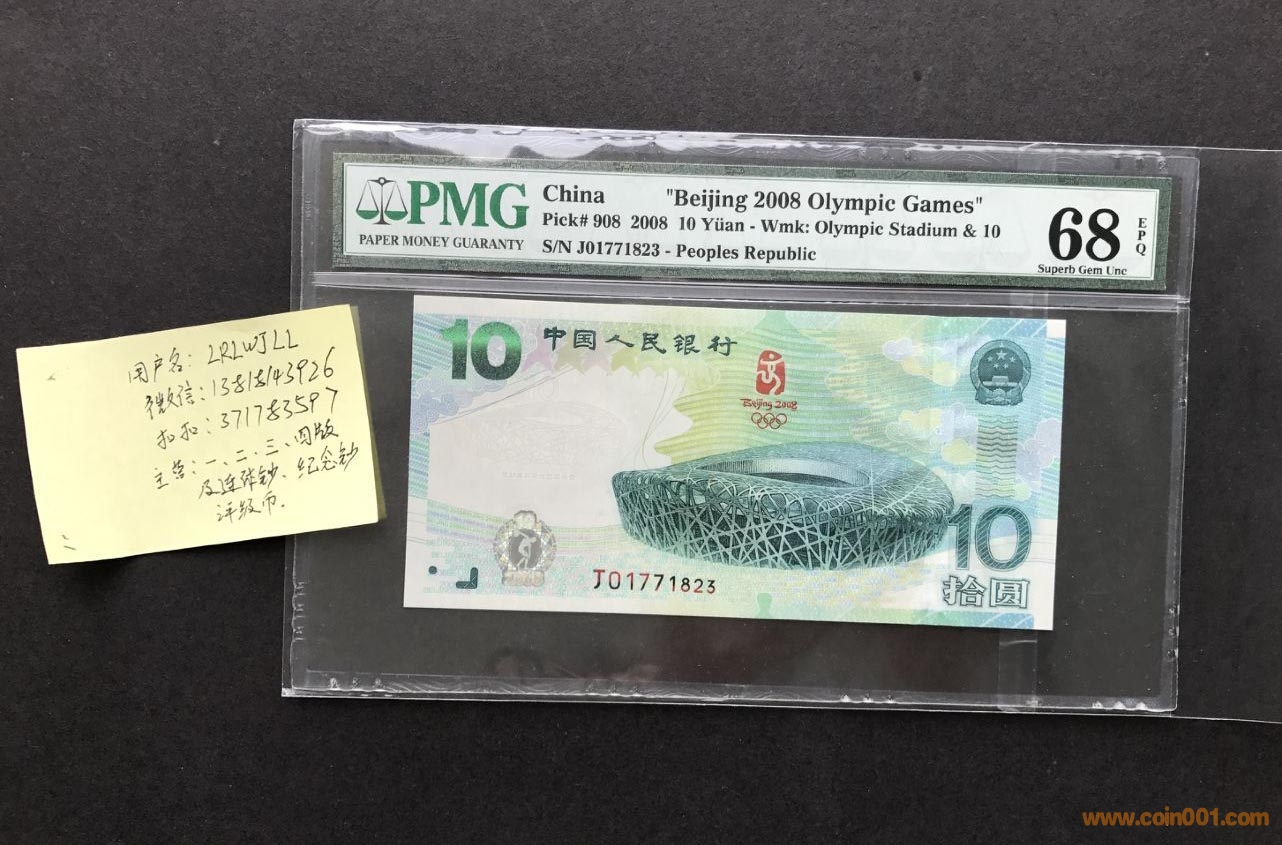 PMG
PAPER MONEY GUARANTY
China "Beijing 2008 Olympic Games"
Pick# 908 2008 10 Yüan - Wmk: Olympic Stadium & 10
S/N J01771823 - Peoples Republic
68
EPQ
Superb Gem Unc
用户名：LRLWJLL
微信：13818143926
扣扣：371783597
主营：一、二、三、四版
及连体钞、纪念钞
评级币.
10
中国人民银行
Beijing 2008
J01771823
10
拾圆
www.coin001.com